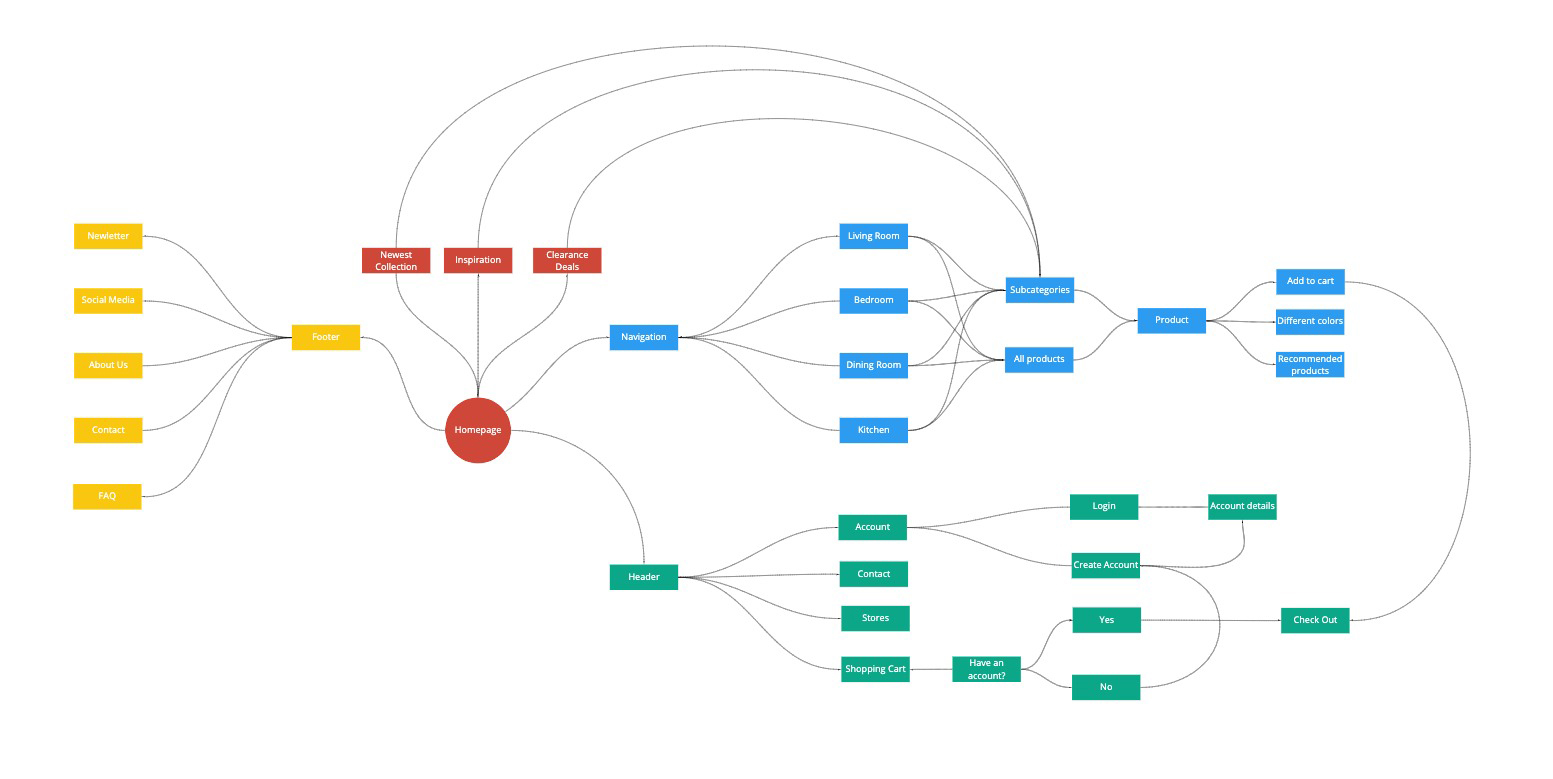 Newletter
Social Media
About Us
Contact
FAQ
Footer
Newest
Collection
Inspiration
Clearance
Deals
Homepage
Navigation
Living Room
Bedroom
Dining Room
Kitchen
Subcategories
All products
Product
Add to cart
Different colors
Recommended
products
Header
Account
Contact
Stores
Shopping Cart
Have an
account?
Login
Create Account
Yes
No
Account details
Check Out